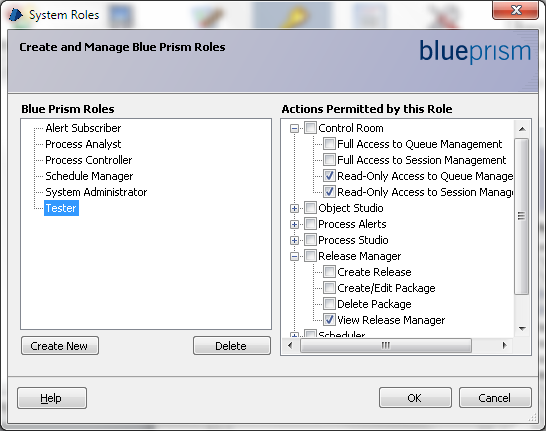 System Roles
Create and Manage Blue Prism Roles
blueprism
Blue Prism Roles
Alert Subscriber
Process Analyst
Process Controller
Schedule Manager
System Administrator
Tester
Create New
Delete
Actions Permitted by this Role
Control Room
Full Access to Queue Management
Full Access to Session Management
Read-Only Access to Queue Manage
Read-Only Access to Session Manag
Object Studio
Process Alerts
Process Studio
Release Manager
Create Release
Create/Edit Package
Delete Package
View Release Manager
Scheduler
Help
OK
Cancel